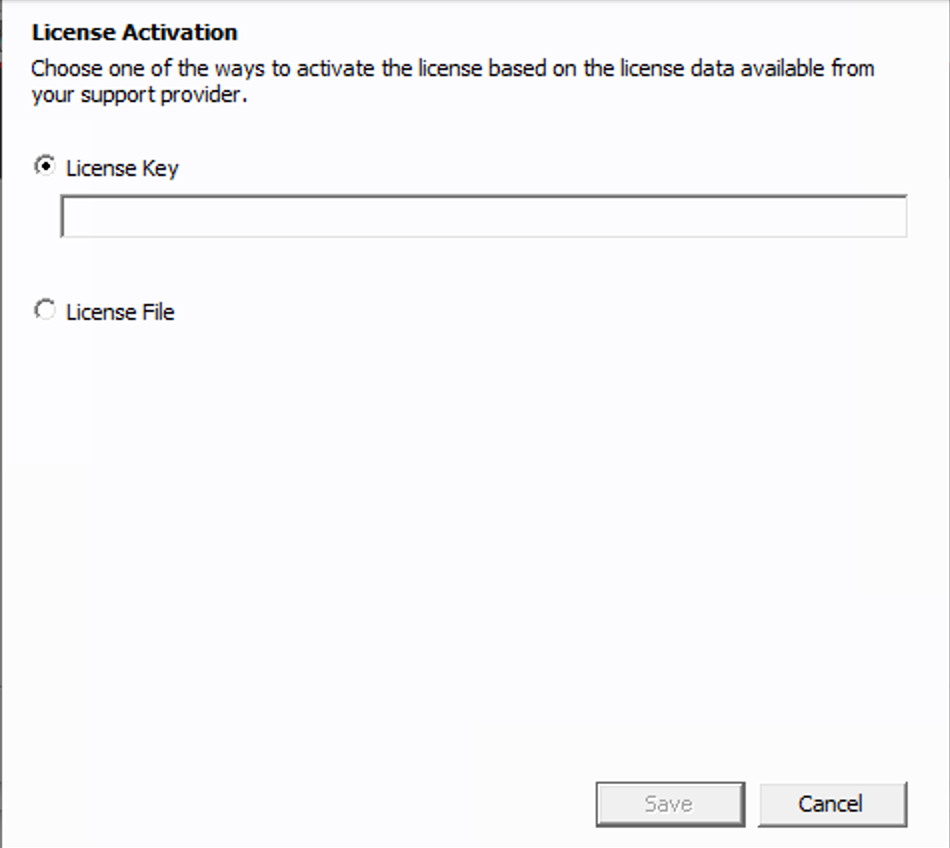 License Activation
Choose one of the ways to activate the license based on the license data available from
your support provider.
License Key
License File
Save
Cancel